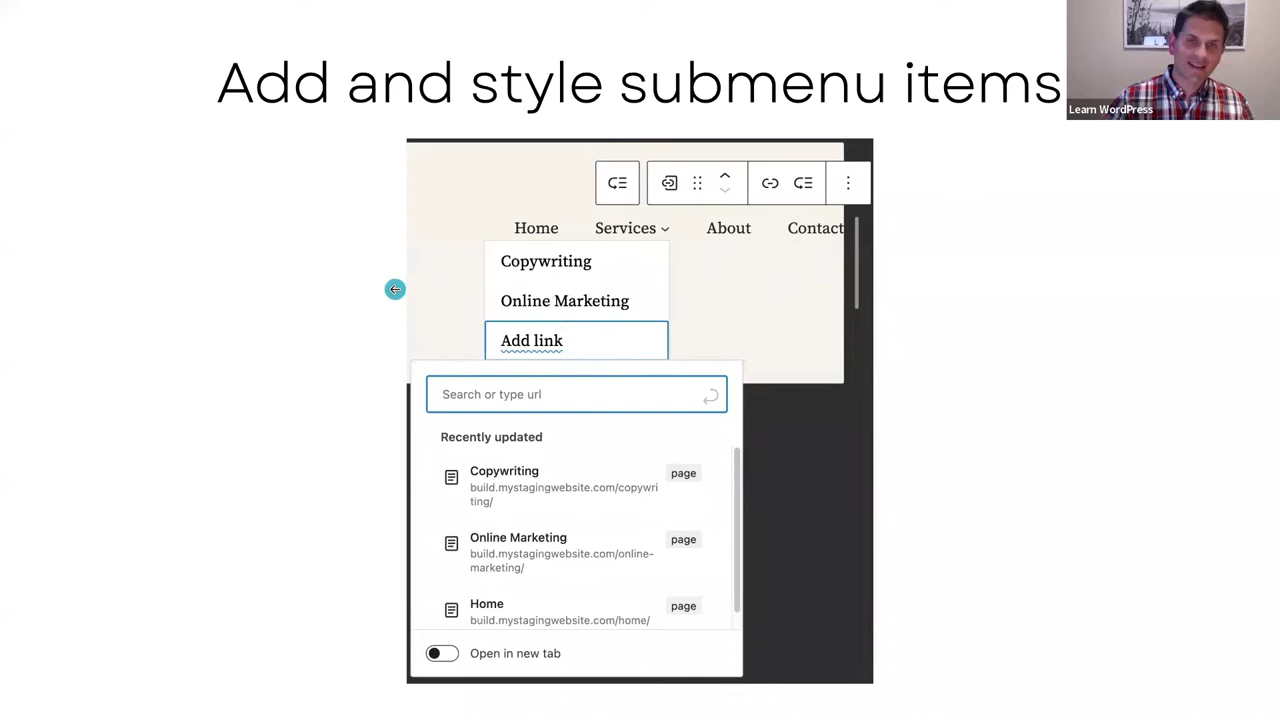 Add and style submenu items
Learn WordPress
Home Services About Contact
Copywriting
Online Marketing
Add link
Search or type url
Recently updated
Copywriting page
build.mystagingwebsite.com/copywri
ting/
Online Marketing page
build.mystagingwebsite.com/online-
marketing/
Home page
build.mystagingwebsite.com/home/
Open in new tab